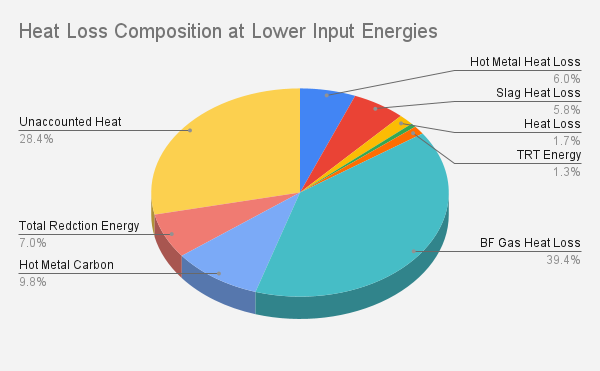 Heat Loss Composition at Lower Input Energies
Hot Metal Heat Loss
6.0%
Slag Heat Loss
5.8%
Heat Loss
1.7%
TRT Energy
1.3%
BF Gas Heat Loss
39.4%
Unaccounted Heat
28.4%
Total Redction Energy
7.0%
Hot Metal Carbon
9.8%